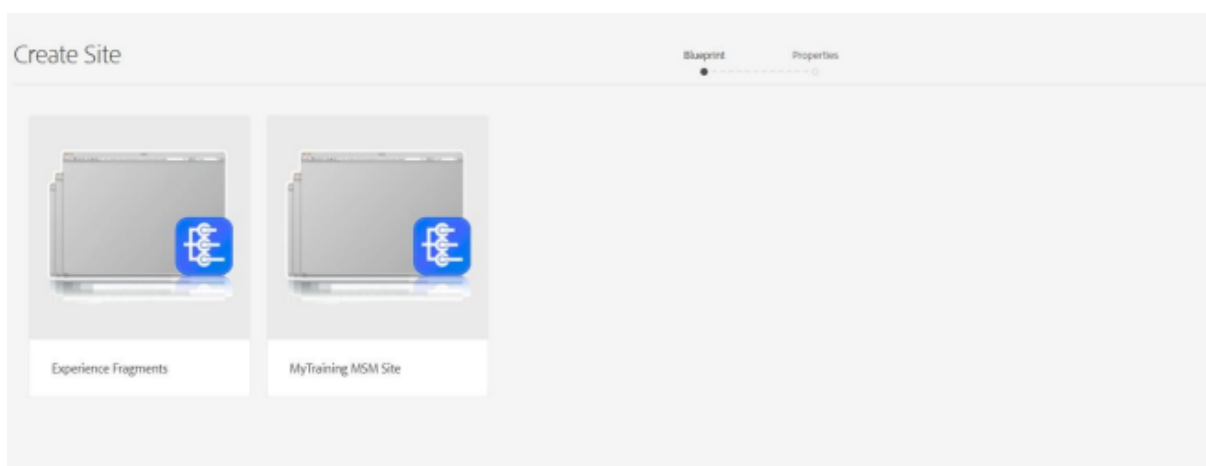 Create Site
Blueprint
Properties
Experience Fragments
MyTraining MSM Site